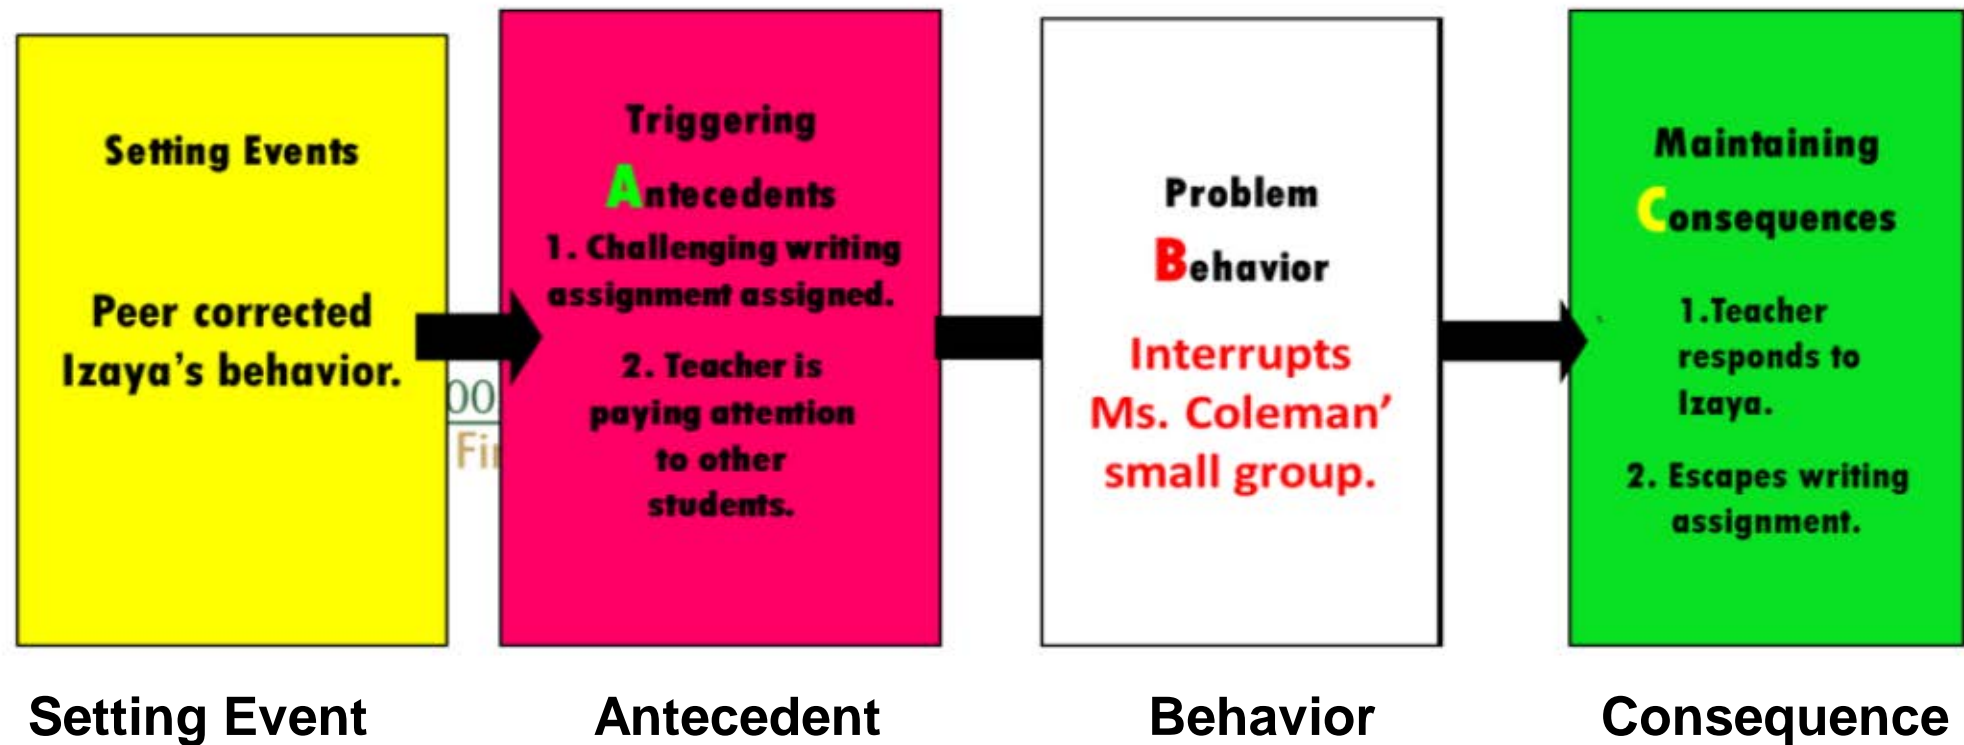 Setting Events
Peer corrected
Izaya's behavior.
00
Fi
Triggering
Antecedents
1. Challenging writing
assignment assigned.
2. Teacher is
paying attention
to other
students.
Problem
Behavior
Interrupts
Ms. Coleman’
small group.
Maintaining
Consequences
1.Teacher
responds to
Izaya.
2. Escapes writing
assignment.
Setting Event
Antecedent
Behavior
Consequence